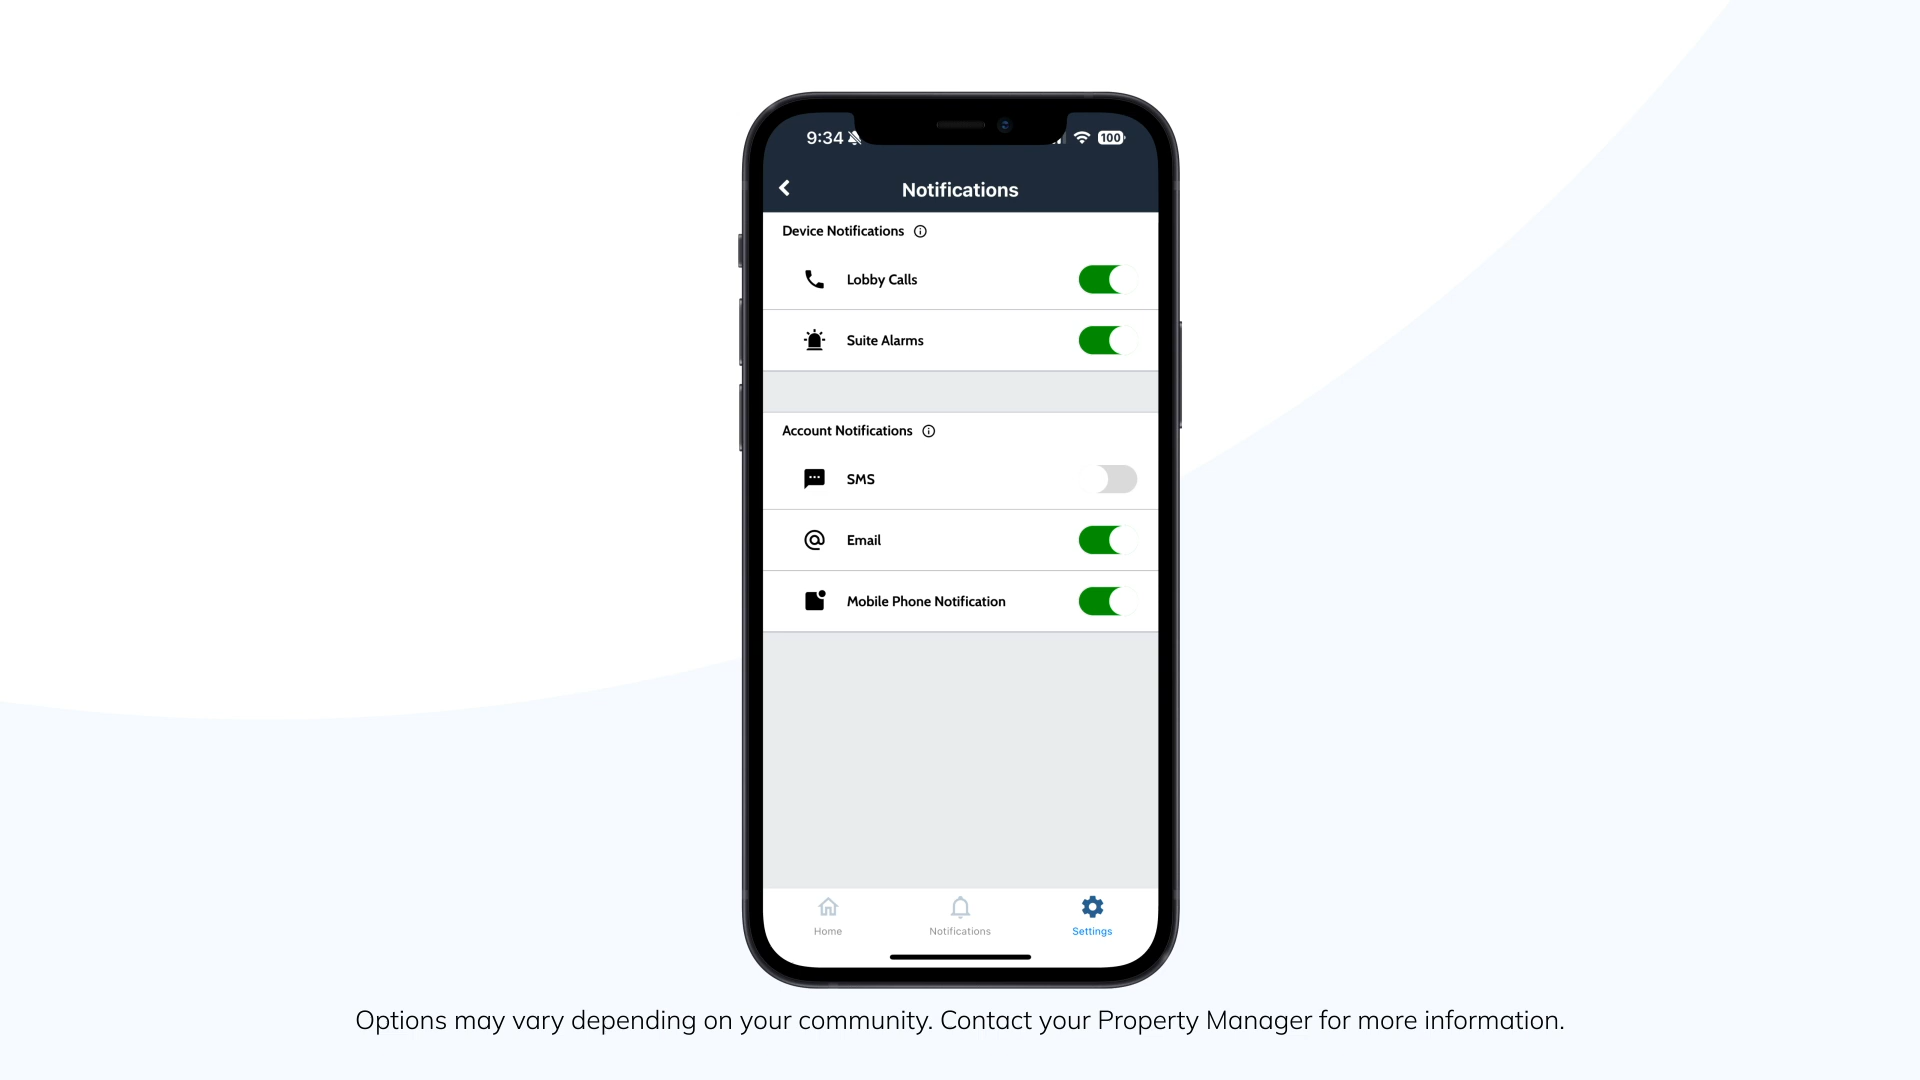 9:34
100
Notifications
Device Notifications
Lobby Calls
Suite Alarms
Account Notifications
SMS
Email
Mobile Phone Notification
Home
Notifications
Settings
Options may vary depending on your community. Contact your Property Manager for more information.